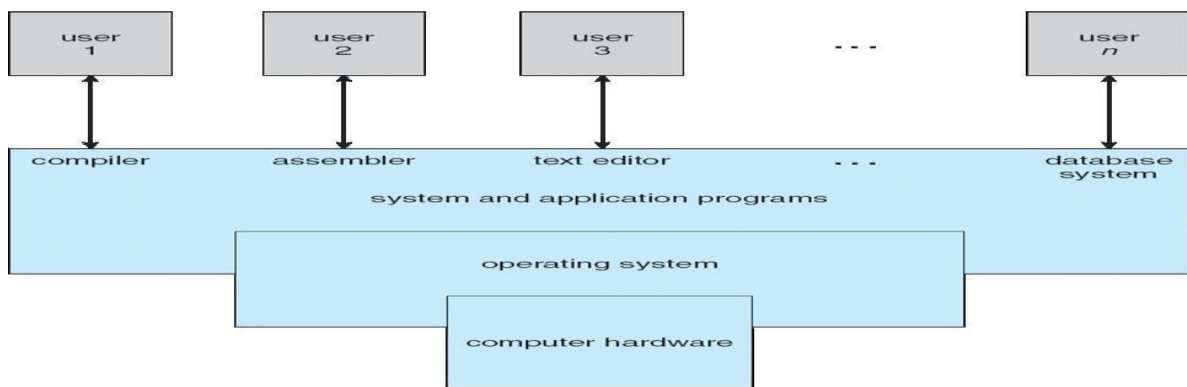 user
1
user
2
user
3
...
user
n
compiler
assembler
text editor
...
database
system
system and application programs
operating system
computer hardware